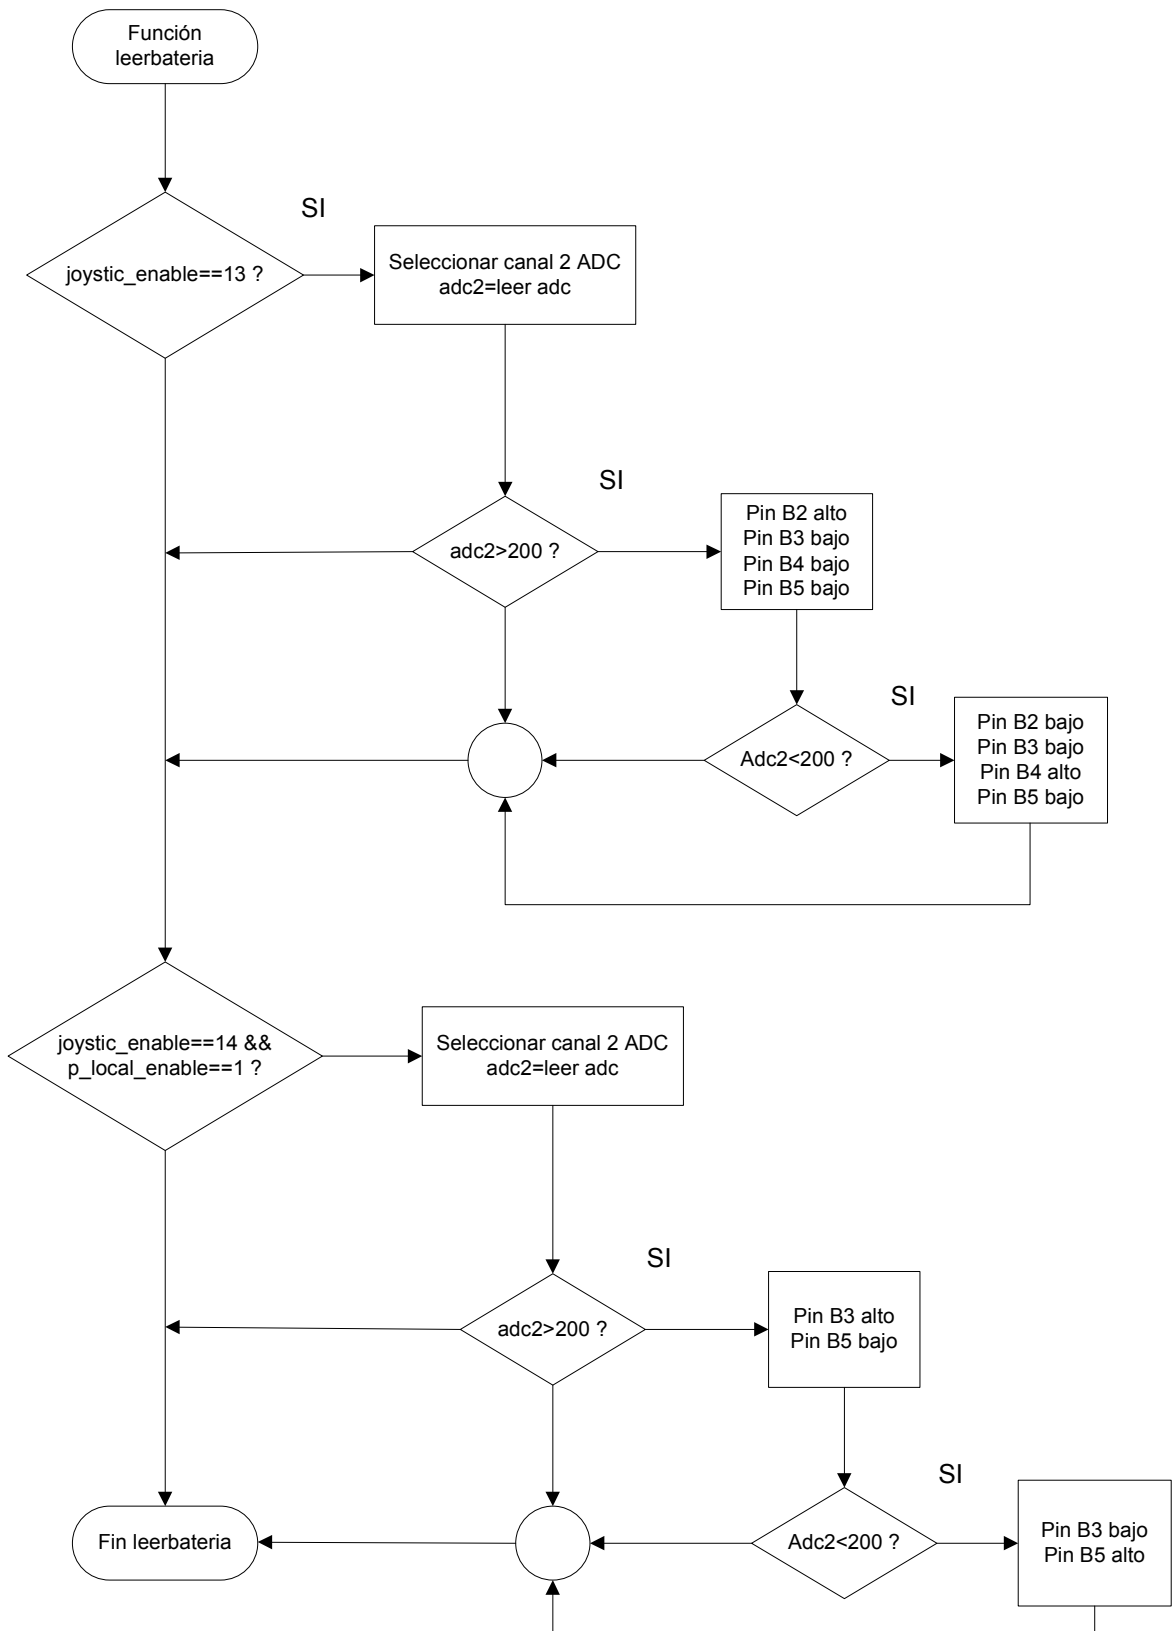 Función
leerbateria
SI
joystic_enable==13 ?
Seleccionar canal 2 ADC
adc2=leer adc
SI
adc2>200 ?
Pin B2 alto
Pin B3 bajo
Pin B4 bajo
Pin B5 bajo
SI
Adc2<200 ?
Pin B2 bajo
Pin B3 bajo
Pin B4 alto
Pin B5 bajo
joystic_enable==14 &&
p_local_enable==1 ?
Seleccionar canal 2 ADC
adc2=leer adc
SI
adc2>200 ?
Pin B3 alto
Pin B5 bajo
SI
Fin leerbateria
Adc2<200 ?
Pin B3 bajo
Pin B5 alto